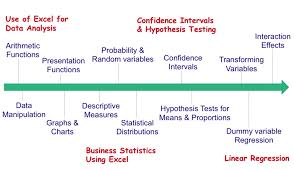 Use of Excel for
Data Analysis
Confidence Intervals
& Hypothesis Testing
Arithmetic
Functions
Presentation
Functions
Probability &
Random variables
Confidence
Intervals
Transforming
Variables
Interaction
Effects
Data
Manipulation
Graphs &
Charts
Descriptive
Measures
Statistical
Distributions
Hypothesis Tests for
Means & Proportions
Dummy variable
Regression
Business Statistics
Using Excel
Linear Regression